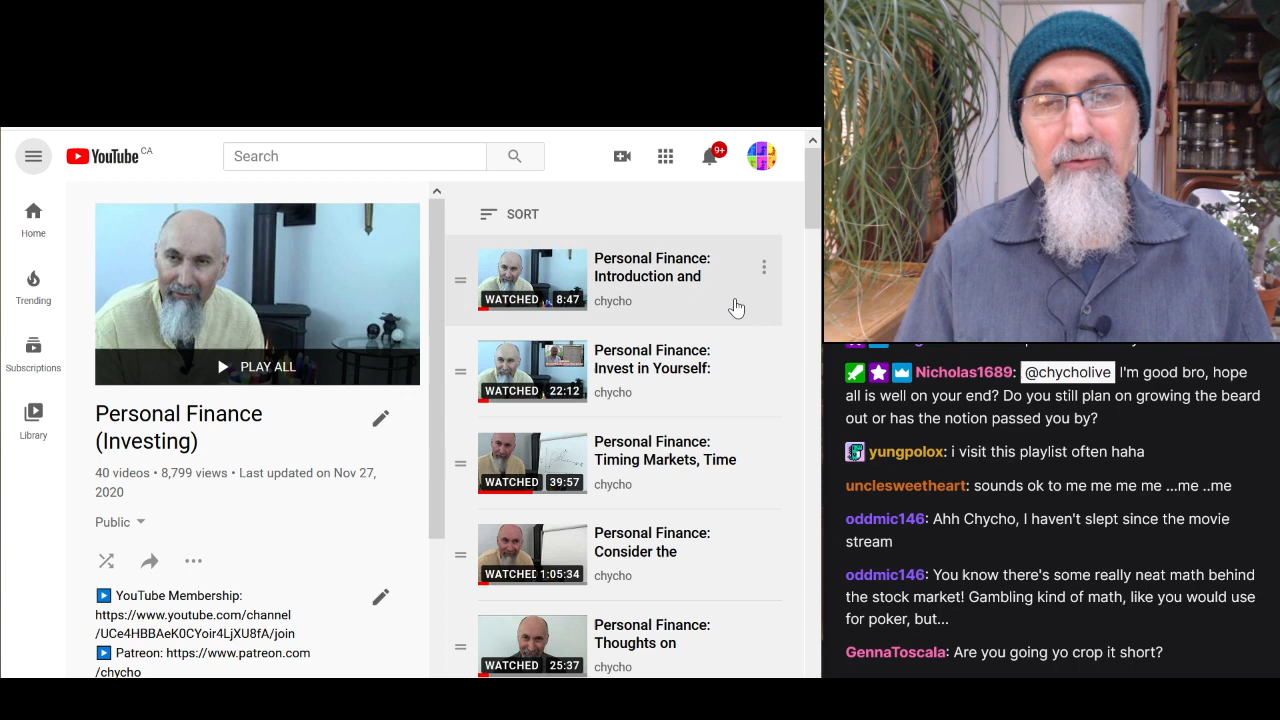 YouTube CA
Search
9+
Home
Trending
Subscriptions
Library
PLAY ALL
Personal Finance
(Investing)
40 videos • 8,799 views • Last updated on Nov 27,
2020
Public
YouTube Membership:
https://www.youtube.com/channel
/UCe4HBBAeK0CYoir4LjXU8fA/join
Patreon: https://www.patreon.com
/chycho
SORT
Personal Finance:
Introduction and
chycho
WATCHED 8:47
Personal Finance:
Invest in Yourself:
chycho
WATCHED 22:12
Personal Finance:
Timing Markets, Time
chycho
WATCHED 39:57
Personal Finance:
Consider the
chycho
WATCHED 1:05:34
Personal Finance:
Thoughts on
chycho
WATCHED 25:37
Nicholas1689: @chycholive I'm good bro, hope
all is well on your end? Do you still plan on growing the beard
out or has the notion passed you by?
yungpolox: i visit this playlist often haha
unclesweetheart: sounds ok to me me me me ...me ..me
oddmic146: Ahh Chycho, I haven't slept since the movie
stream
oddmic146: You know there's some really neat math behind
the stock market! Gambling kind of math, like you would use
for poker, but...
GennaToscala: Are you going yo crop it short?